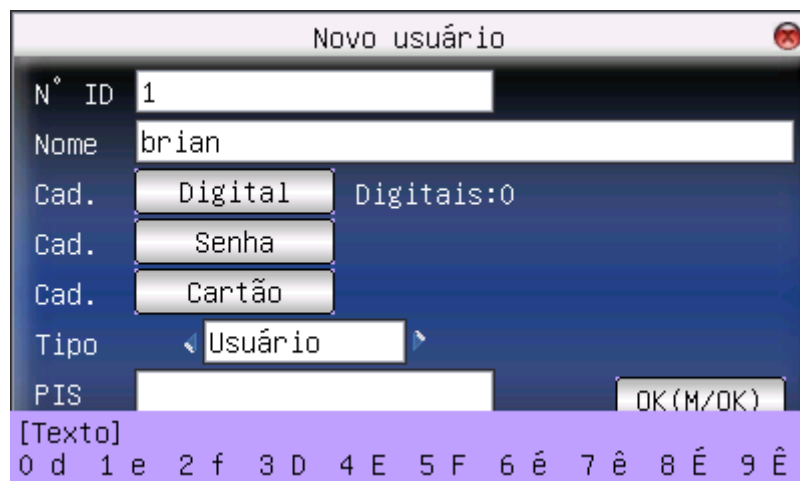 Novo usuário
N° ID 1
Nome brian
Cad. Digital Digitais:0
Cad. Senha
Cad. Cartão
Tipo Usuário
PIS OK(M/OK)
[Texto]
0 d 1 e 2 f 3 D 4 E 5 F 6 é 7 ê 8 É 9 Ê